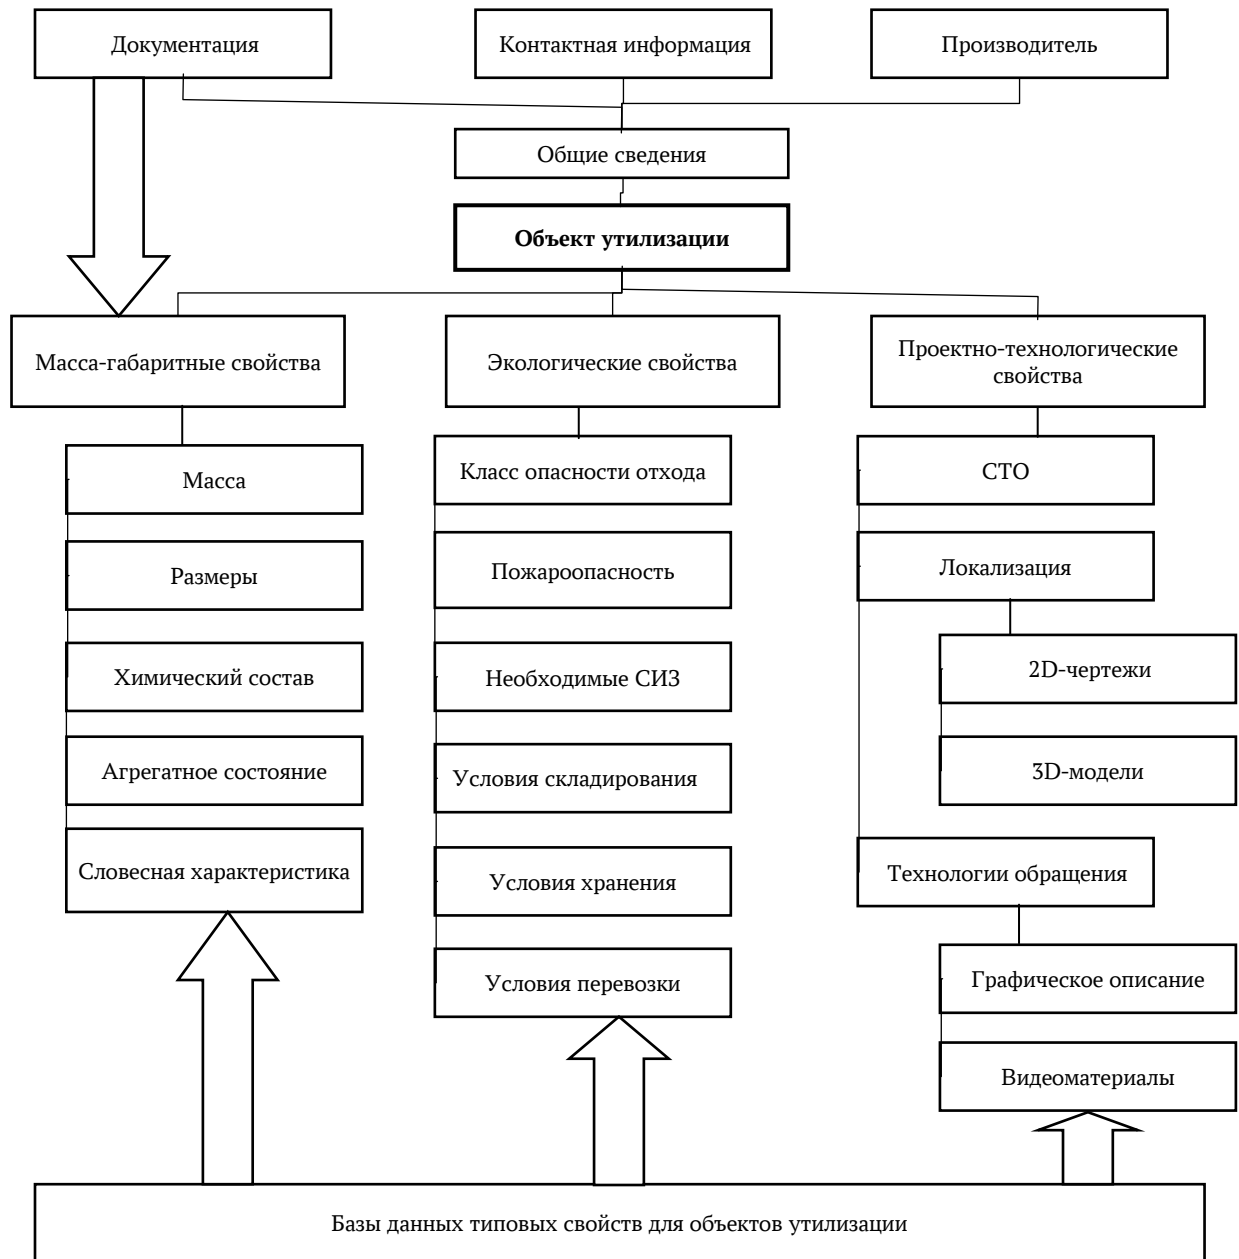 Документация
Контактная информация
Производитель
Общие сведения
Объект утилизации
Масса-габаритные свойства
Экологические свойства
Проектно-технологические
свойства
Масса
Размеры
Химический состав
Агрегатное состояние
Словесная характеристика
Класс опасности отхода
Пожароопасность
Необходимые СИЗ
Условия складирования
Условия хранения
Условия перевозки
СТО
Локализация
2D-чертежи
3D-модели
Технологии обращения
Графическое описание
Видеоматериалы
Базы данных типовых свойств для объектов утилизации